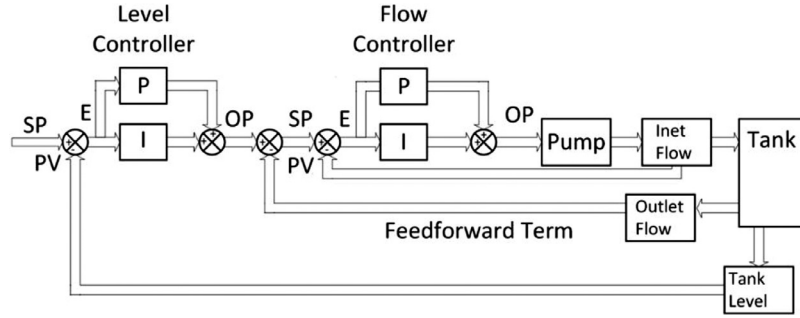 Level
Controller
Flow
Controller
P
P
SP
E
OP
SP
E
OP
I
I
PV
PV
Pump
Inet
Flow
Tank
Outlet
Flow
Feedforward Term
Tank
Level